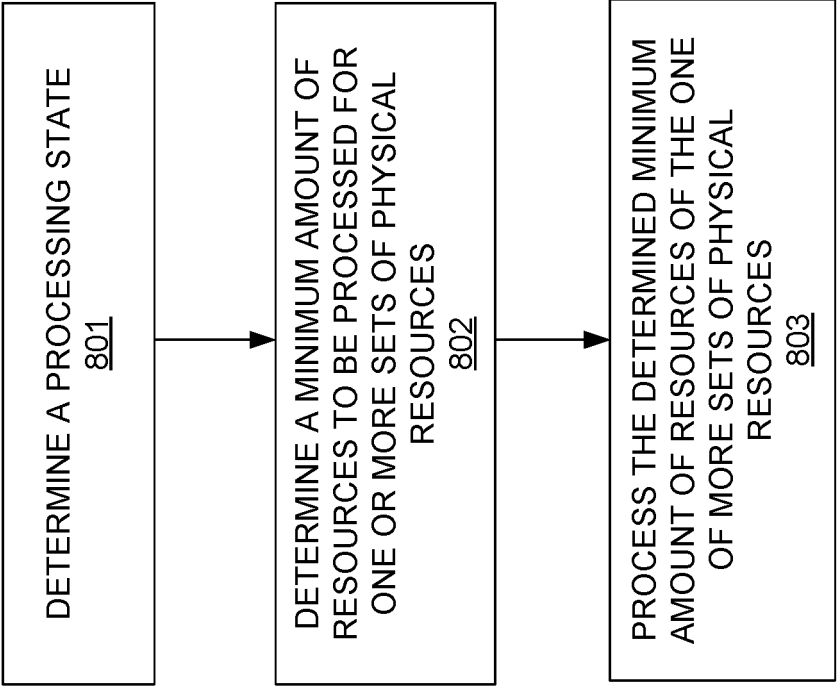 DETERMINE A PROCESSING STATE
801
DETERMINE A MINIMUM AMOUNT OF
RESOURCES TO BE PROCESSED FOR
ONE OR MORE SETS OF PHYSICAL
RESOURCES
802
PROCESS THE DETERMINED MINIMUM
AMOUNT OF RESOURCES OF THE ONE
OF MORE SETS OF PHYSICAL
RESOURCES
803